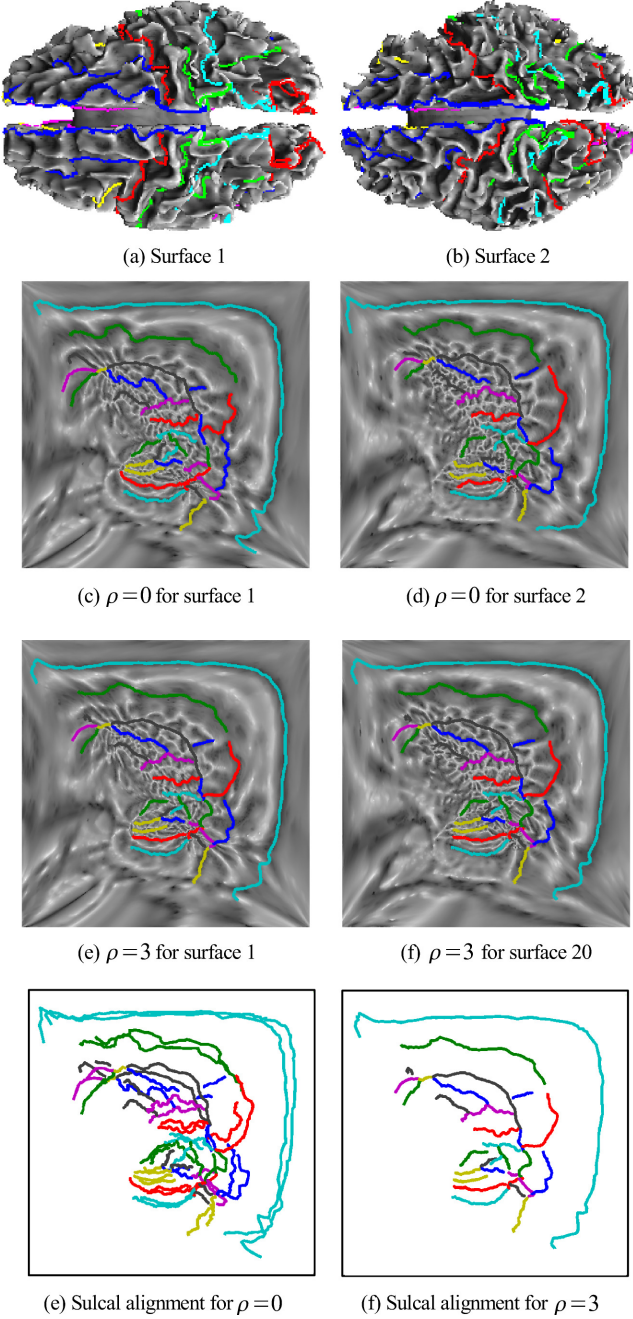 (a) Surface 1
(b) Surface 2
(c) ρ=0 for surface 1
(d) ρ=0 for surface 2
(e) ρ=3 for surface 1
(f) ρ=3 for surface 20
(e) Sulcal alignment for ρ=0
(f) Sulcal alignment for ρ=3